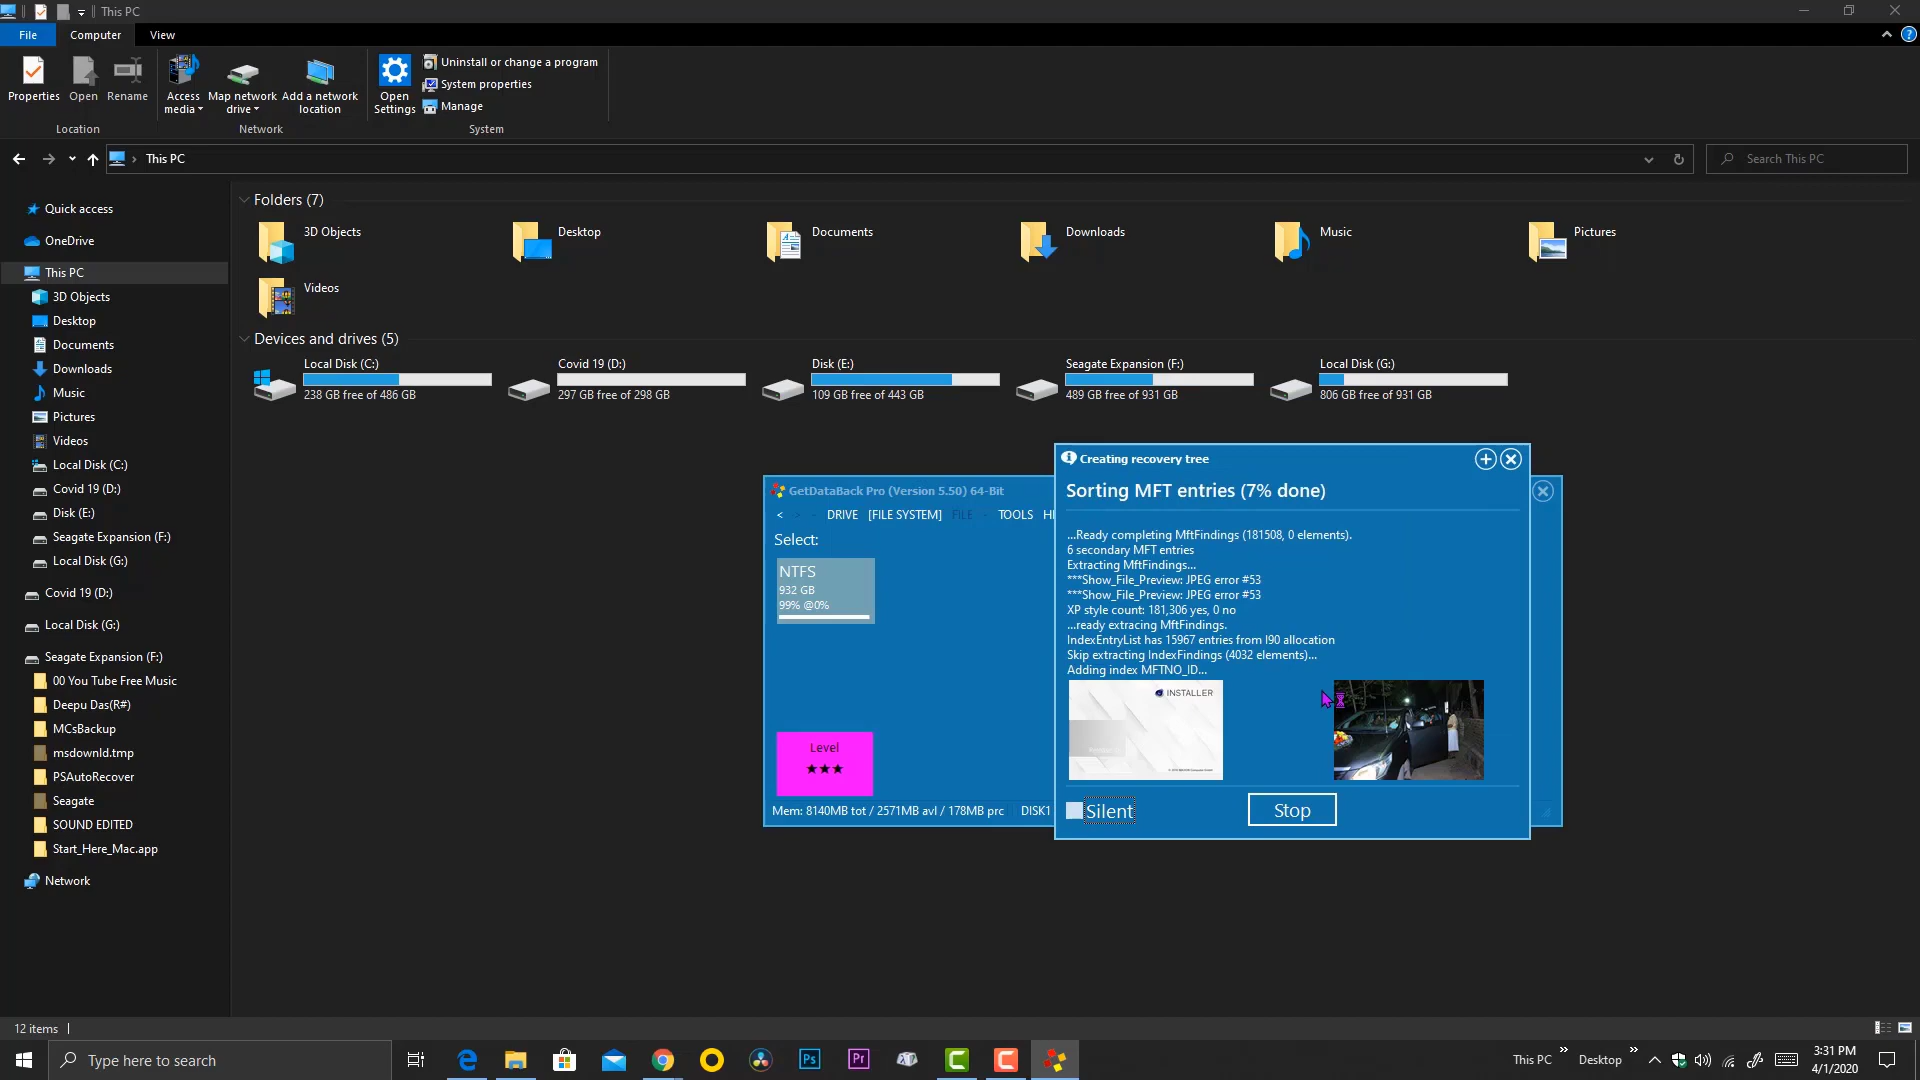 This PC
File
Computer
View
Properties
Open
Rename
Access media
Map network drive
Add a network location
Open Settings
Uninstall or change a program
System properties
Manage
Location
Network
System
This PC
Search This PC
Quick access
OneDrive
This PC
3D Objects
Desktop
Documents
Downloads
Music
Pictures
Videos
Local Disk (C:)
Covid 19 (D:)
Disk (E:)
Seagate Expansion (F:)
Local Disk (G:)
Covid 19 (D:)
Local Disk (G:)
Seagate Expansion (F:)
00 You Tube Free Music
Deepu Das(R#)
MCsBackup
msdownld.tmp
PSAutoRecover
Seagate
SOUND EDITED
Start_Here_Mac.app
Network
Folders (7)
3D Objects
Desktop
Documents
Downloads
Music
Pictures
Videos
Devices and drives (5)
Local Disk (C:)
238 GB free of 486 GB
Covid 19 (D:)
297 GB free of 298 GB
Disk (E:)
109 GB free of 443 GB
Seagate Expansion (F:)
489 GB free of 931 GB
Local Disk (G:)
806 GB free of 931 GB
GetDataBack Pro (Version 5.50) 64-Bit
< > - DRIVE [FILE SYSTEM] FILE - TOOLS
Select:
NTFS
932 GB
99% @0%
Level
★★★
Mem: 8140MB tot / 2571MB avl / 178MB prc DISK1
Creating recovery tree
Sorting MFT entries (7% done)
...Ready completing MftFindings (181508, 0 elements).
6 secondary MFT entries
Extracting MftFindings...
***Show_File_Preview: JPEG error #53
***Show_File_Preview: JPEG error #53
XP style count: 181,306 yes, 0 no
...ready extracing MftFindings.
IndexEntryList has 15967 entries from I90 allocation
Skip extracting IndexFindings (4032 elements)...
Adding index MFTNO_ID...
INSTALLER
Silent
Stop
12 items
Type here to search
Ps
Pr
This PC
Desktop
3:31 PM
4/1/2020